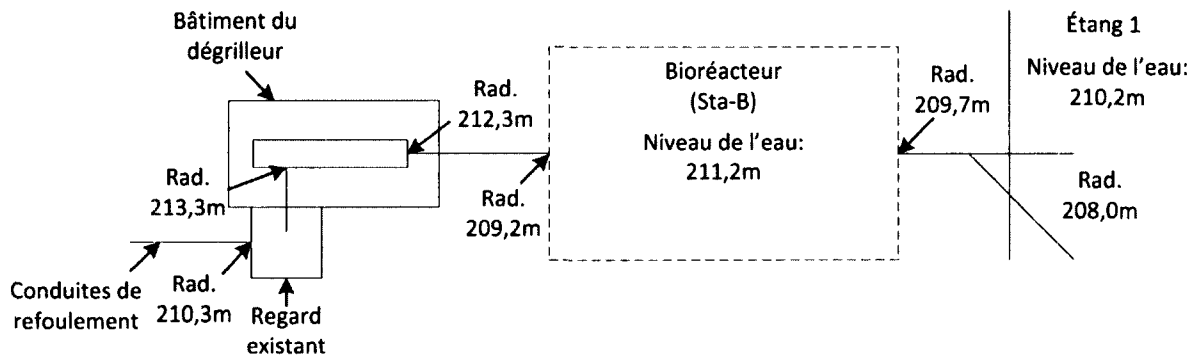 Bâtiment du
dégrilleur
Rad.
212,3m
Rad.
213,3m
Conduites de
refoulement
Rad.
210,3m
Regard
existant
Rad.
209,2m
Bioréacteur
(Sta-B)
Niveau de l'eau:
211,2m
Rad.
209,7m
Étang 1
Niveau de l'eau:
210,2m
Rad.
208,0m